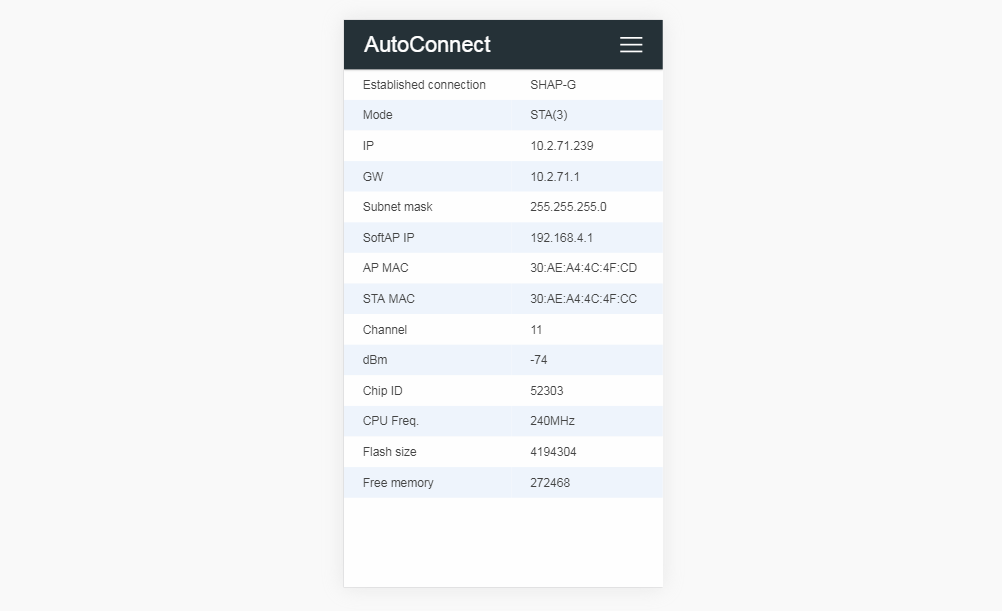 AutoConnect
Established connection SHAP-G
Mode STA(3)
IP 10.2.71.239
GW 10.2.71.1
Subnet mask 255.255.255.0
SoftAP IP 192.168.4.1
AP MAC 30:AE:A4:4C:4F:CD
STA MAC 30:AE:A4:4C:4F:CC
Channel 11
dBm -74
Chip ID 52303
CPU Freq. 240MHz
Flash size 4194304
Free memory 272468